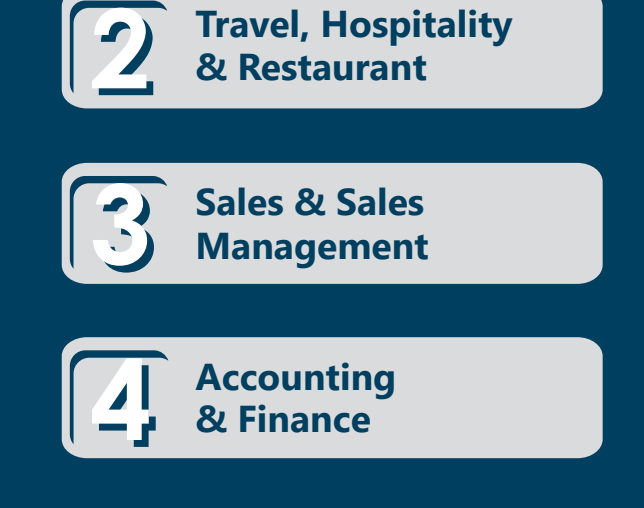 2
Travel, Hospitality
& Restaurant
3
Sales & Sales
Management
4
Accounting
& Finance